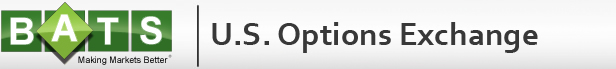 BATS
Making Markets Better®
U.S. Options Exchange